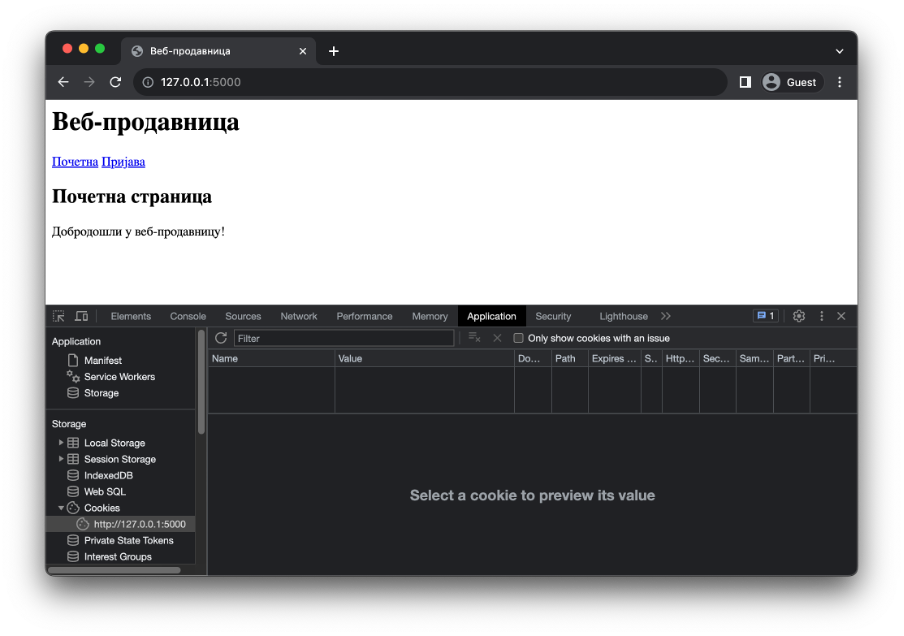 Веб-продавница
127.0.0.1:5000
Guest
Веб-продавница
Почетна Пријава
Почетна страница
Добродошли у веб-продавницу!
Elements Console Sources Network Performance Memory Application Security Lighthouse 1
Application
Filter
Only show cookies with an issue
Name Value Do... Path Expires ... S.. Http... Sec... Sam... Part... Pri...
Manifest
Service Workers
Storage
Storage
Local Storage
Session Storage
IndexedDB
Web SQL
Cookies
http://127.0.0.1:5000
Private State Tokens
Interest Groups
Select a cookie to preview its value